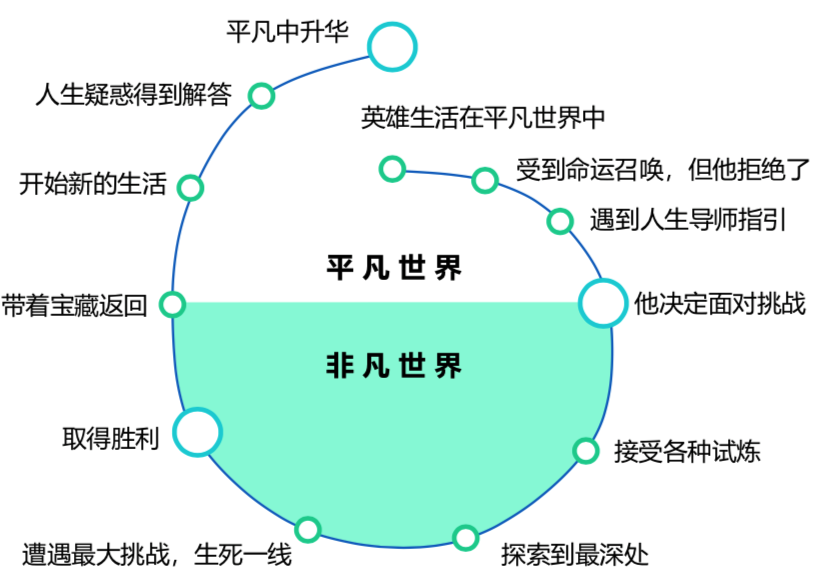 平凡中升华
人生疑惑得到解答
英雄生活在平凡世界中
受到命运召唤，但他拒绝了
开始新的生活
遇到人生导师指引
平凡世界
带着宝藏返回
他决定面对挑战
非凡世界
取得胜利
接受各种试炼
遭遇最大挑战，生死一线
探索到最深处